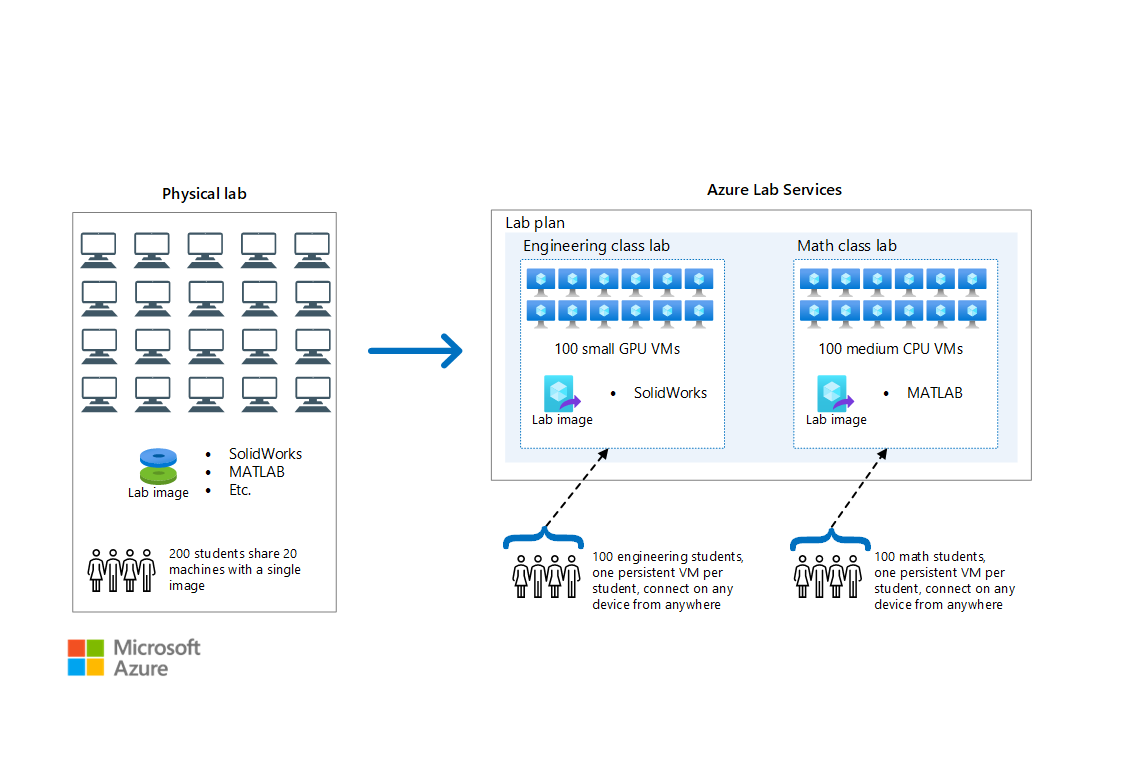 Physical lab
Lab image
• SolidWorks
• MATLAB
• Etc.
200 students share 20
machines with a single
image
Azure Lab Services
Lab plan
Engineering class lab
100 small GPU VMs
Lab image
• SolidWorks
Math class lab
100 medium CPU VMs
Lab image
• MATLAB
100 engineering students,
one persistent VM per
student, connect on any
device from anywhere
100 math students,
one persistent VM per
student, connect on any
device from anywhere
Microsoft
Azure